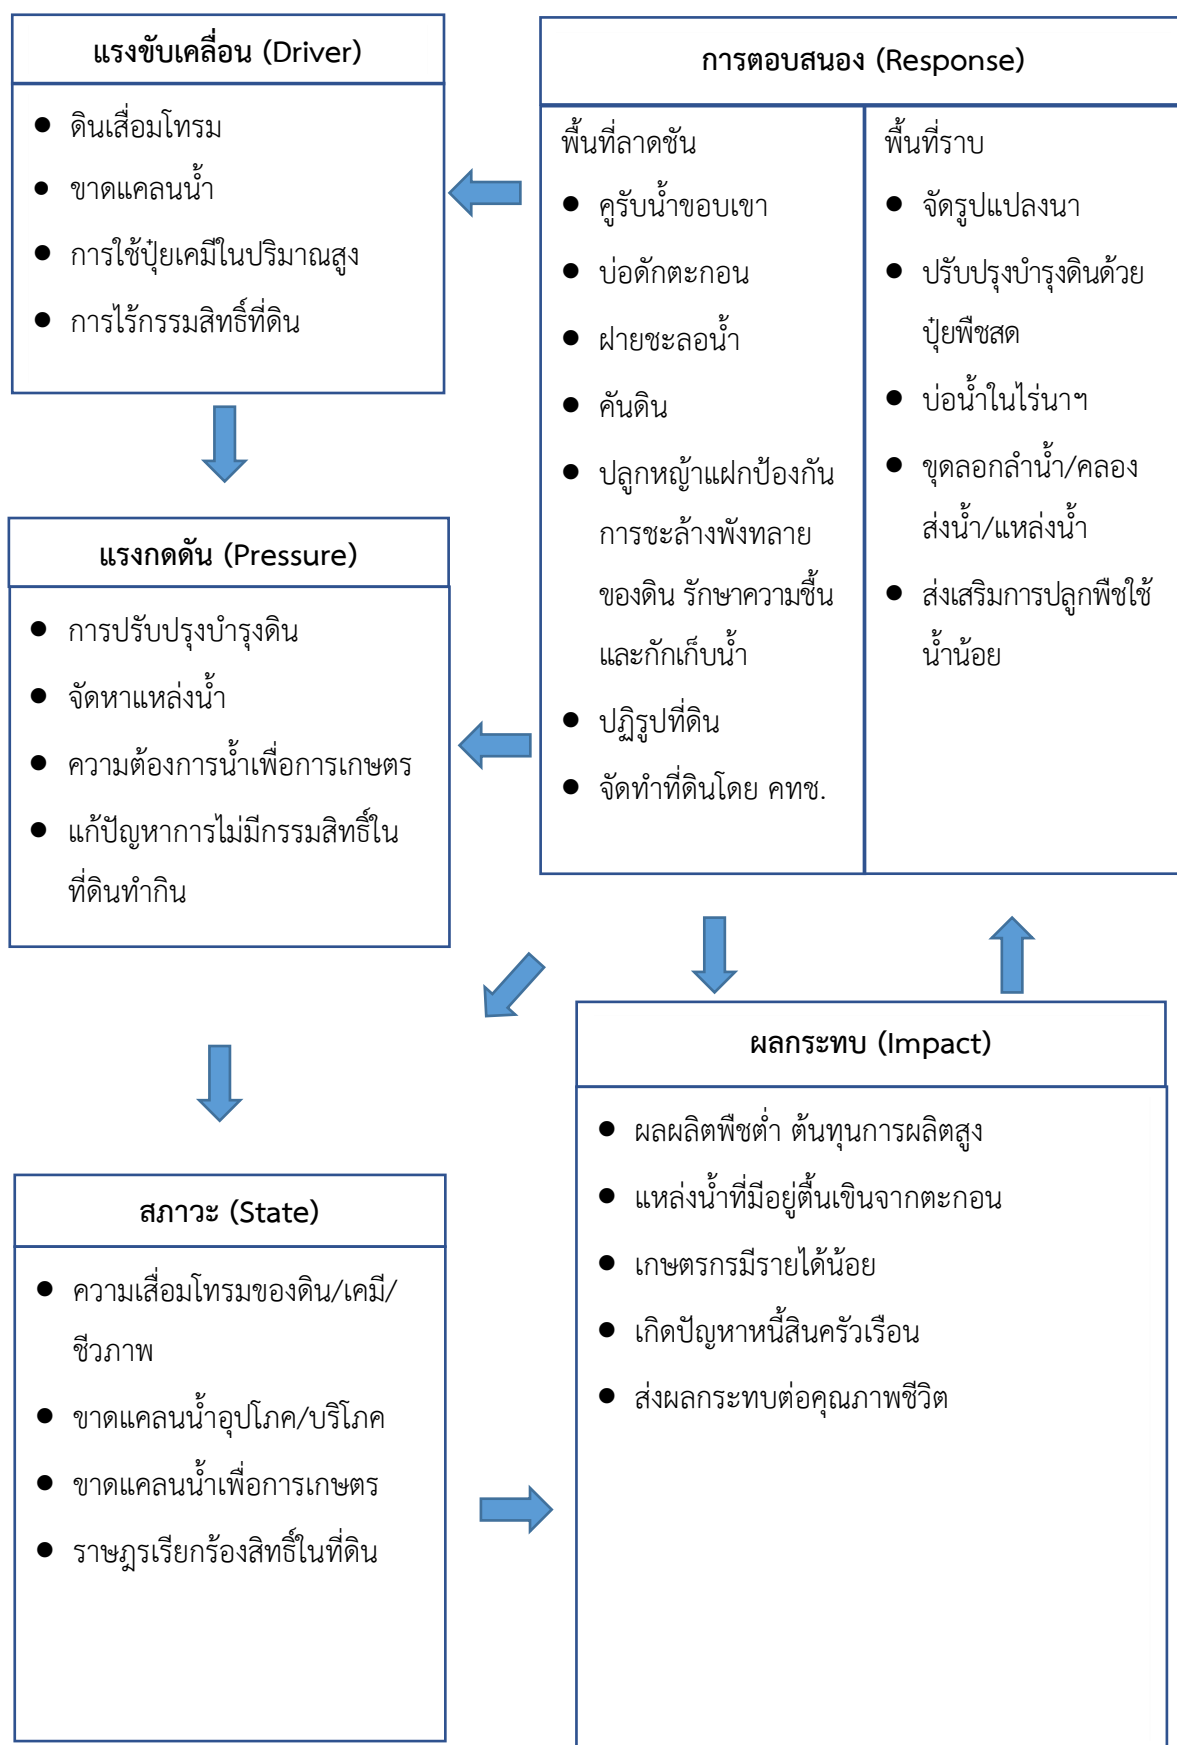 แรงขับเคลื่อน (Driver)
● ดินเสื่อมโทรม
● ขาดแคลนน้ำ
● การใช้ปุ๋ยเคมีในปริมาณสูง
● การไร้กรรมสิทธิ์ที่ดิน
การตอบสนอง (Response)
พื้นที่ลาดชัน
● คูรับน้ำขอบเขา
● บ่อดักตะกอน
● ฝายชะลอน้ำ
● คันดิน
● ปลูกหญ้าแฝกป้องกัน
การชะล้างพังทลาย
ของดิน รักษาความชื้น
และกักเก็บน้ำ
● ปฏิรูปที่ดิน
● จัดทำที่ดินโดย คทช.
พื้นที่ราบ
● จัดรูปแปลงนา
● ปรับปรุงบำรุงดินด้วย
ปุ๋ยพืชสด
● บ่อน้ำในไร่นาฯ
● ขุดลอกลำน้ำ/คลอง
ส่งน้ำ/แหล่งน้ำ
● ส่งเสริมการปลูกพืชใช้
น้ำน้อย
แรงกดดัน (Pressure)
● การปรับปรุงบำรุงดิน
● จัดหาแหล่งน้ำ
● ความต้องการน้ำเพื่อการเกษตร
● แก้ปัญหาการไม่มีกรรมสิทธิ์ใน
ที่ดินทำกิน
สภาวะ (State)
● ความเสื่อมโทรมของดิน/เคมี/
ชีวภาพ
● ขาดแคลนน้ำอุปโภค/บริโภค
● ขาดแคลนน้ำเพื่อการเกษตร
● ราษฎรเรียกร้องสิทธิ์ในที่ดิน
ผลกระทบ (Impact)
● ผลผลิตพืชต่ำ ต้นทุนการผลิตสูง
● แหล่งน้ำที่มีอยู่ตื้นเขินจากตะกอน
● เกษตรกรมีรายได้น้อย
● เกิดปัญหาหนี้สินครัวเรือน
● ส่งผลกระทบต่อคุณภาพชีวิต